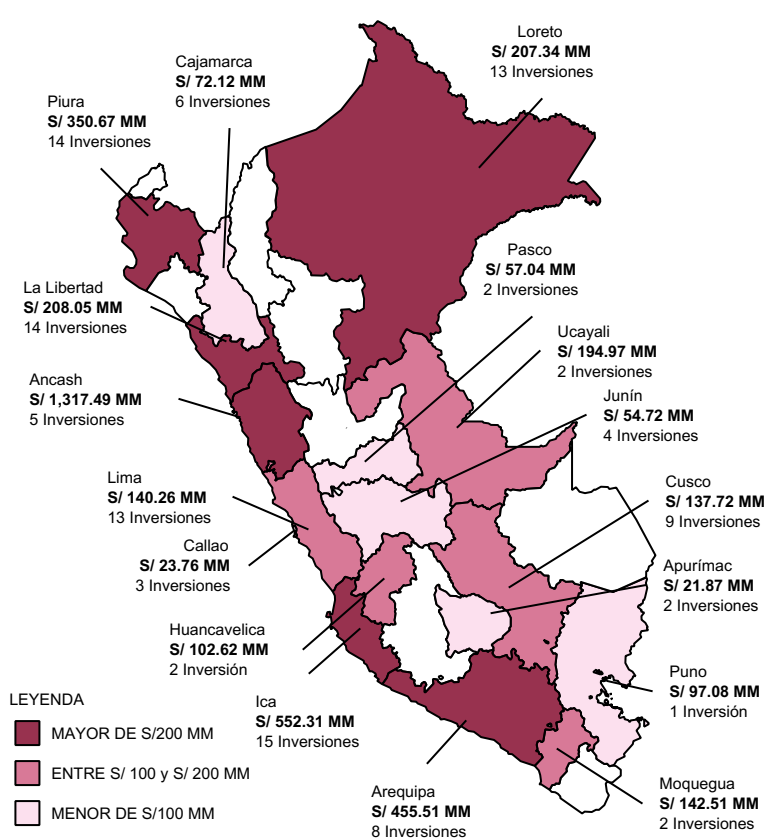 Loreto
S/ 207.34 MM
13 Inversiones
Cajamarca
S/ 72.12 MM
6 Inversiones
Piura
S/ 350.67 MM
14 Inversiones
Pasco
S/ 57.04 MM
2 Inversiones
La Libertad
S/ 208.05 MM
14 Inversiones
Ucayali
S/ 194.97 MM
2 Inversiones
Ancash
S/ 1,317.49 MM
5 Inversiones
Junín
S/ 54.72 MM
4 Inversiones
Lima
S/ 140.26 MM
13 Inversiones
Cusco
S/ 137.72 MM
9 Inversiones
Callao
S/ 23.76 MM
3 Inversiones
Apurímac
S/ 21.87 MM
2 Inversiones
Huancavelica
S/ 102.62 MM
2 Inversión
Puno
S/ 97.08 MM
1 Inversión
Ica
S/ 552.31 MM
15 Inversiones
Arequipa
S/ 455.51 MM
8 Inversiones
Moquegua
S/ 142.51 MM
2 Inversiones
LEYENDA
MAYOR DE S/200 MM
ENTRE S/ 100 y S/ 200 MM
MENOR DE S/100 MM